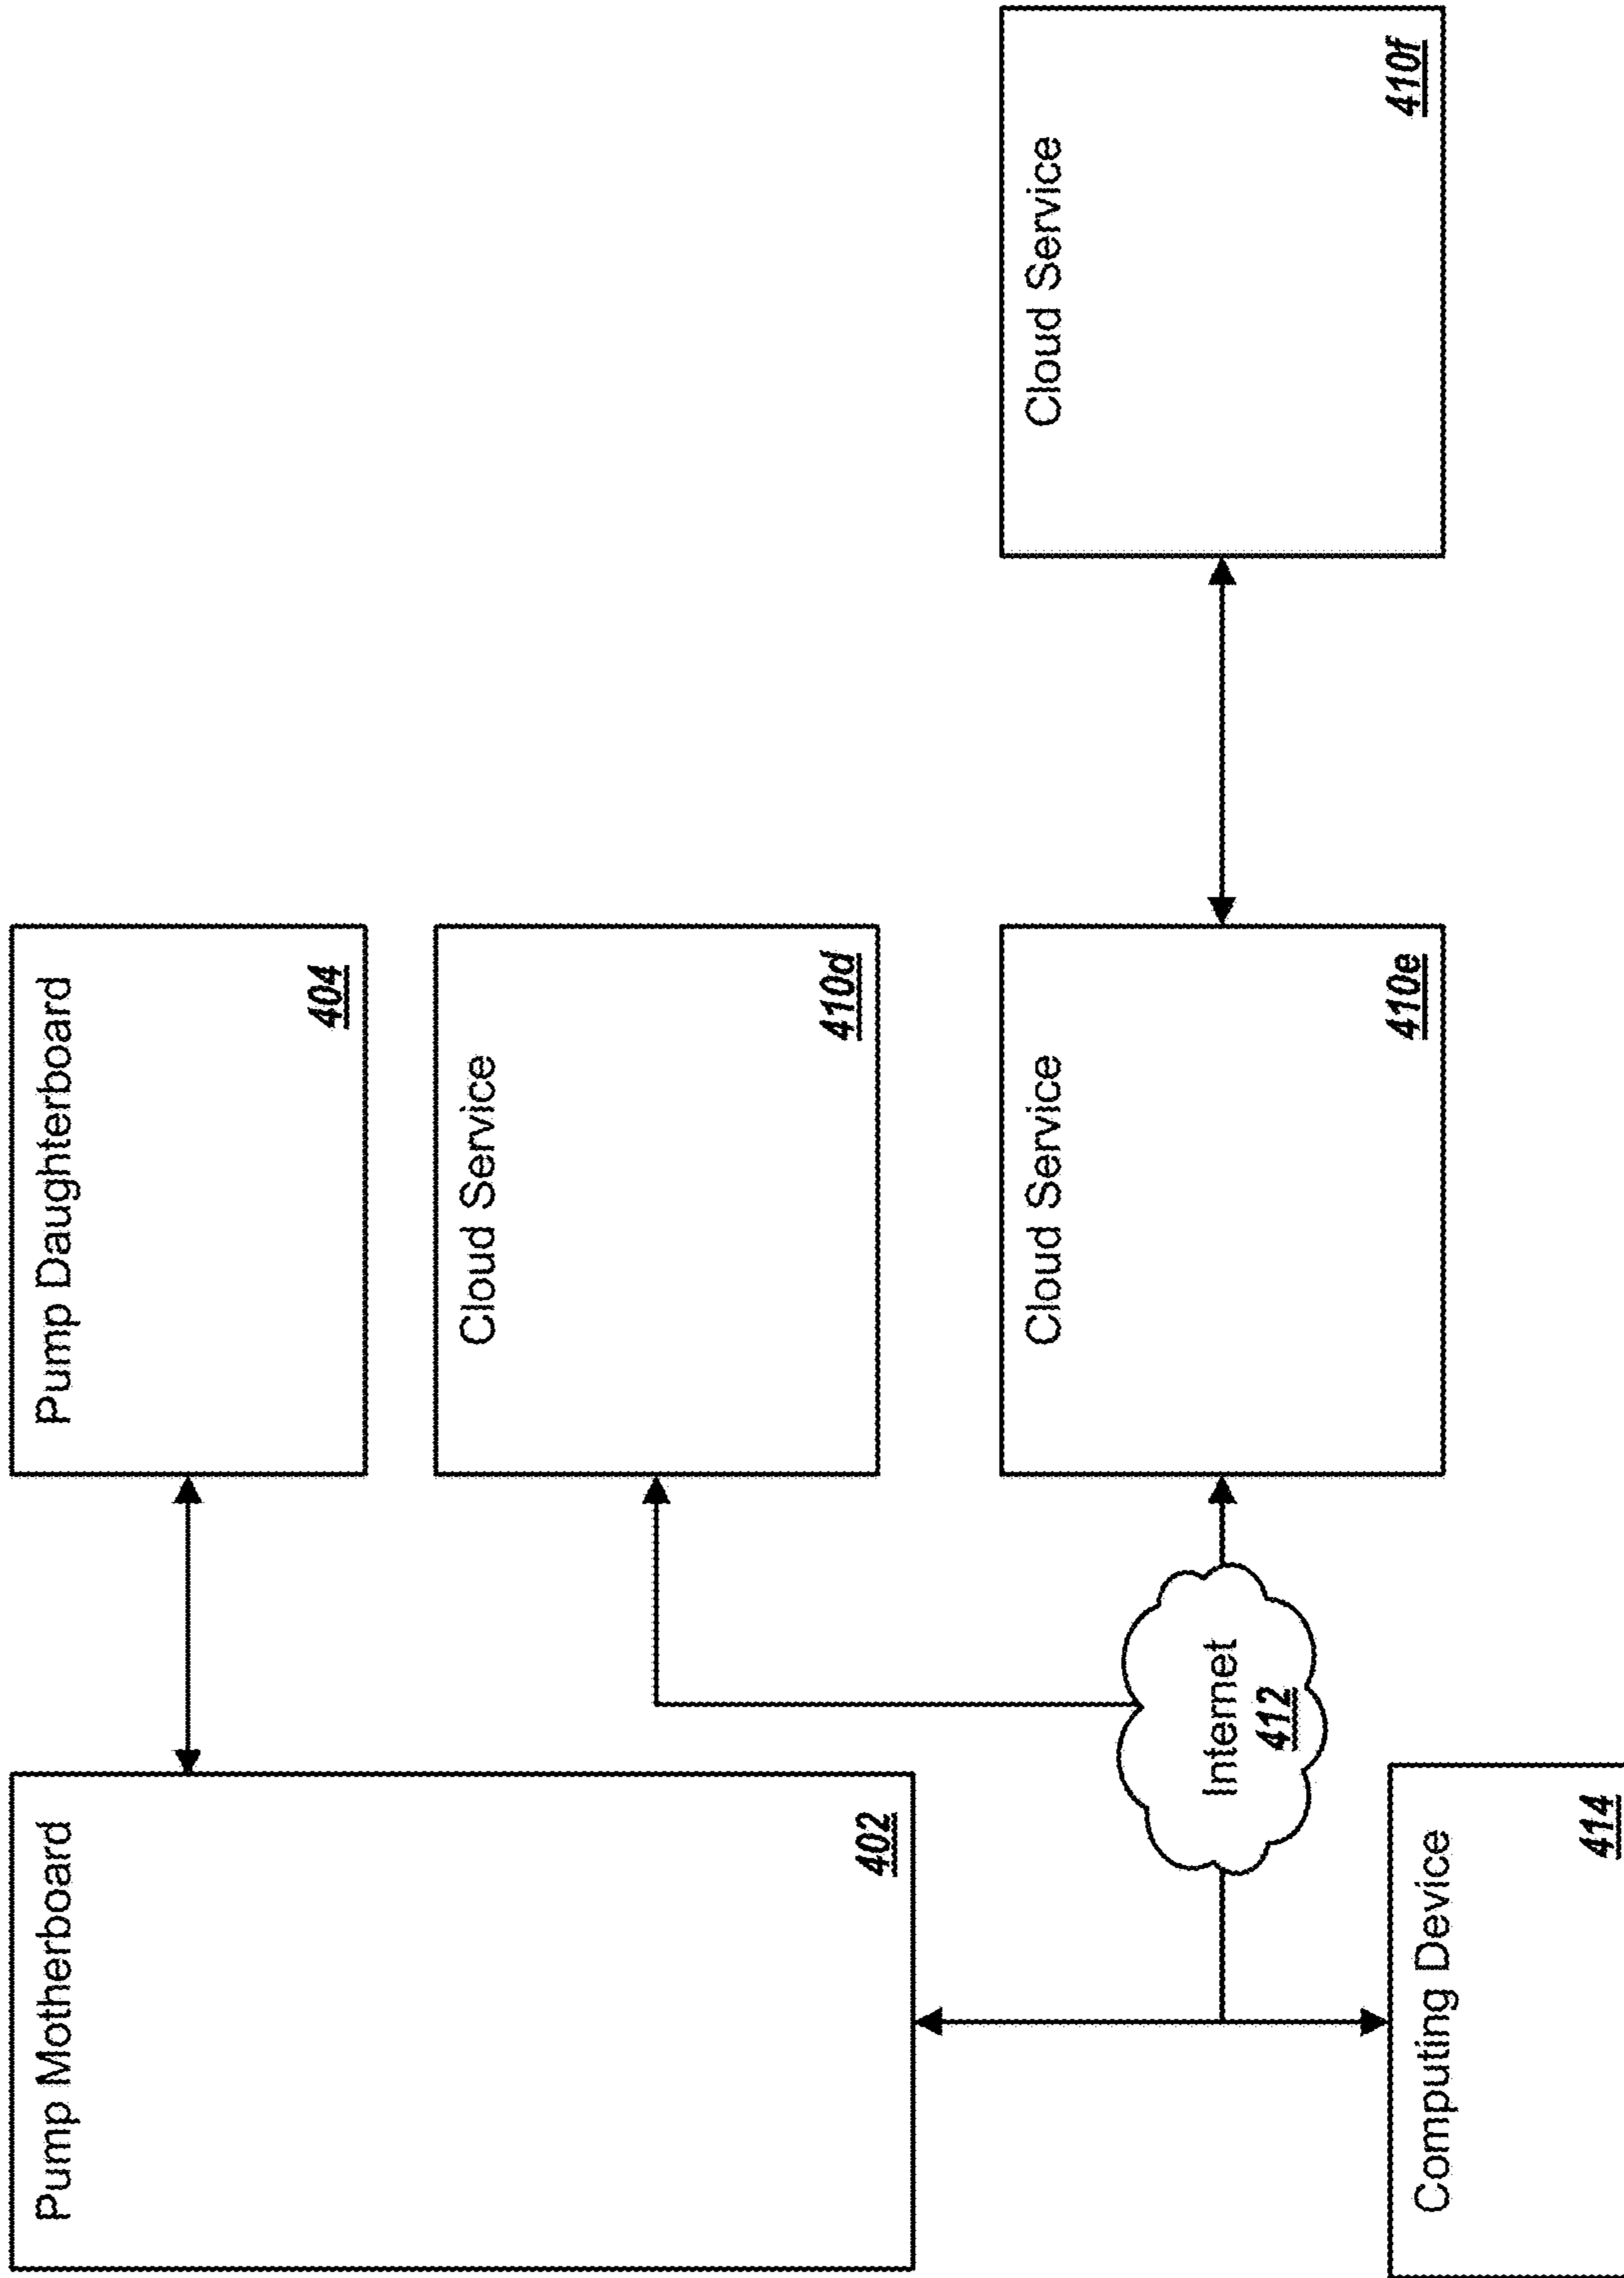 Pump Motherboard
402
Pump Daughterboard
404
Cloud Service
410d
Internet
412
Cloud Service
410e
Cloud Service
410f
Computing Device
414